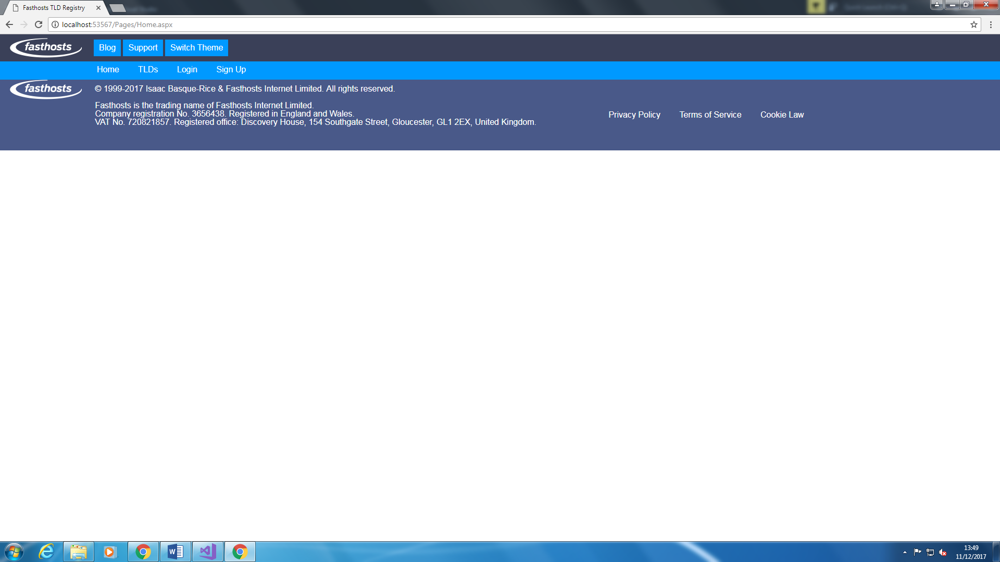 Fasthosts TLD Registry
localhost:53567/Pages/Home.aspx
fasthosts
Blog Support Switch Theme
Home TLDs Login Sign Up
fasthosts
© 1999-2017 Isaac Basque-Rice & Fasthosts Internet Limited. All rights reserved.
Fasthosts is the trading name of Fasthosts Internet Limited.
Company registration No. 3656438. Registered in England and Wales.
VAT No. 720821857. Registered office: Discovery House, 154 Southgate Street, Gloucester, GL1 2EX, United Kingdom.
Privacy Policy Terms of Service Cookie Law
13:49
11/12/2017